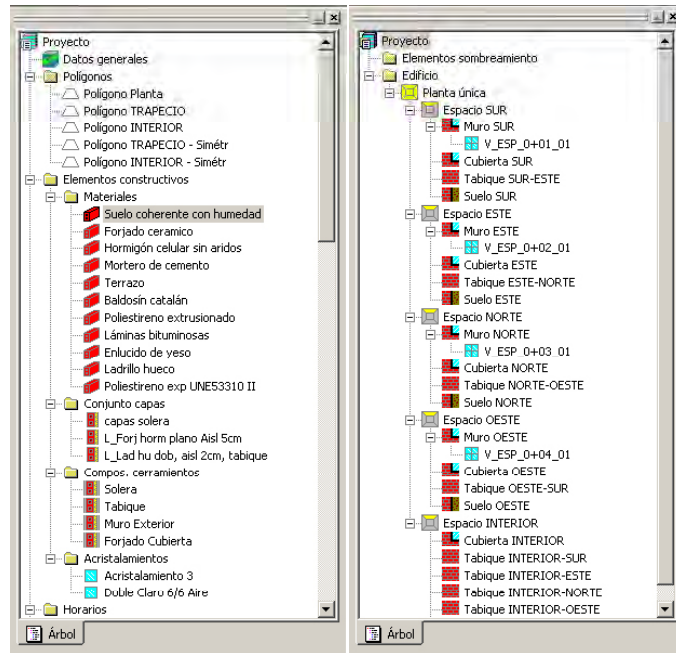 Proyecto
Datos generales
Polígonos
Polígono Planta
Polígono TRAPECIO
Polígono INTERIOR
Polígono TRAPECIO - Simétr
Polígono INTERIOR - Simétr
Elementos constructivos
Materiales
Suelo coherente con humedad
Forjado ceramico
Hormigón celular sin aridos
Mortero de cemento
Terrazo
Baldosín catalán
Poliestireno extrusionado
Láminas bituminosas
Enlucido de yeso
Ladrillo hueco
Poliestireno exp UNE53310 II
Conjunto capas
capas solera
L_Forj horm plano Aisl 5cm
L_Lad hu dob, aisl 2cm, tabique
Compos. cerramientos
Solera
Tabique
Muro Exterior
Forjado Cubierta
Acristalamientos
Acristalamiento 3
Doble Claro 6/6 Aire
Horarios
Árbol
Proyecto
Elementos sombreamiento
Edificio
Planta única
Espacio SUR
Muro SUR
V_ESP_0+01_01
Cubierta SUR
Tabique SUR-ESTE
Suelo SUR
Espacio ESTE
Muro ESTE
V_ESP_0+02_01
Cubierta ESTE
Tabique ESTE-NORTE
Suelo ESTE
Espacio NORTE
Muro NORTE
V_ESP_0+03_01
Cubierta NORTE
Tabique NORTE-OESTE
Suelo NORTE
Espacio OESTE
Muro OESTE
V_ESP_0+04_01
Cubierta OESTE
Tabique OESTE-SUR
Suelo OESTE
Espacio INTERIOR
Cubierta INTERIOR
Tabique INTERIOR-SUR
Tabique INTERIOR-ESTE
Tabique INTERIOR-NORTE
Tabique INTERIOR-OESTE
Árbol